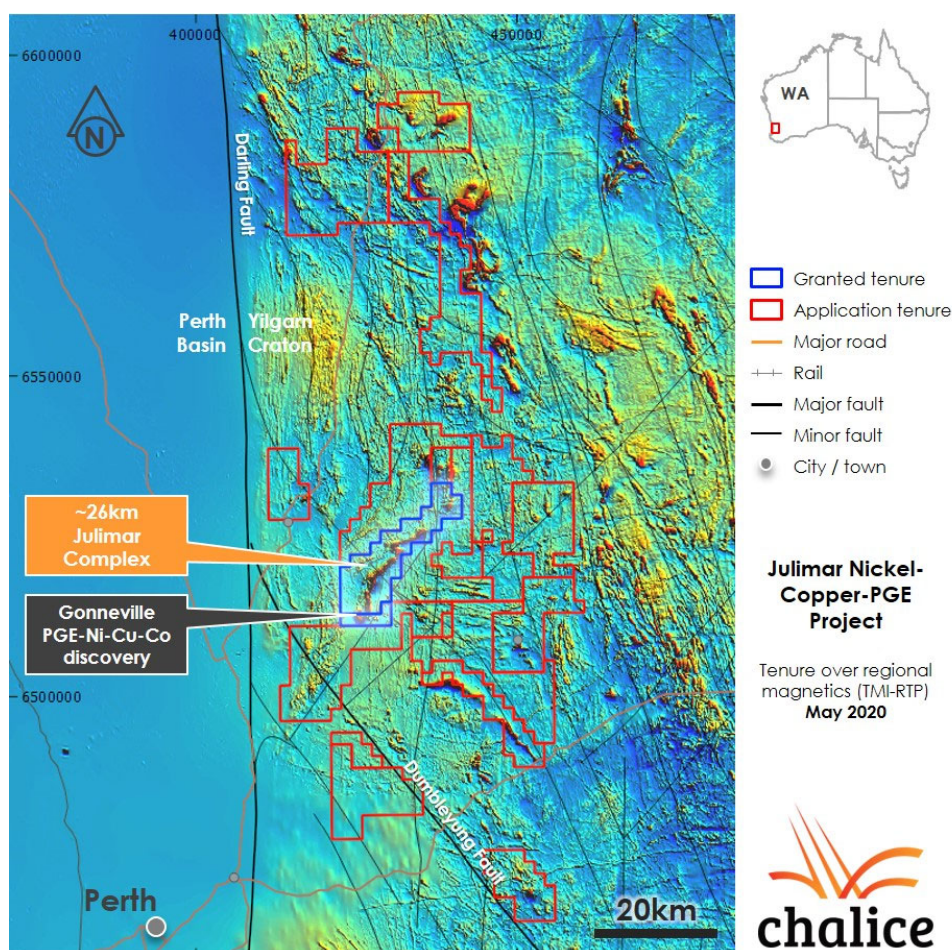 400000
450000
6600000
N
Darling Fault
Perth Basin
Yilgarn Craton
6550000
~26km
Julimar
Complex
Gonneville
PGE-Ni-Cu-Co
discovery
6500000
Dumbleyung Fault
Perth
20km
WA
Granted tenure
Application tenure
Major road
Rail
Major fault
Minor fault
City / town
Julimar Nickel-
Copper-PGE
Project
Tenure over regional
magnetics (TMI-RTP)
May 2020
chalice